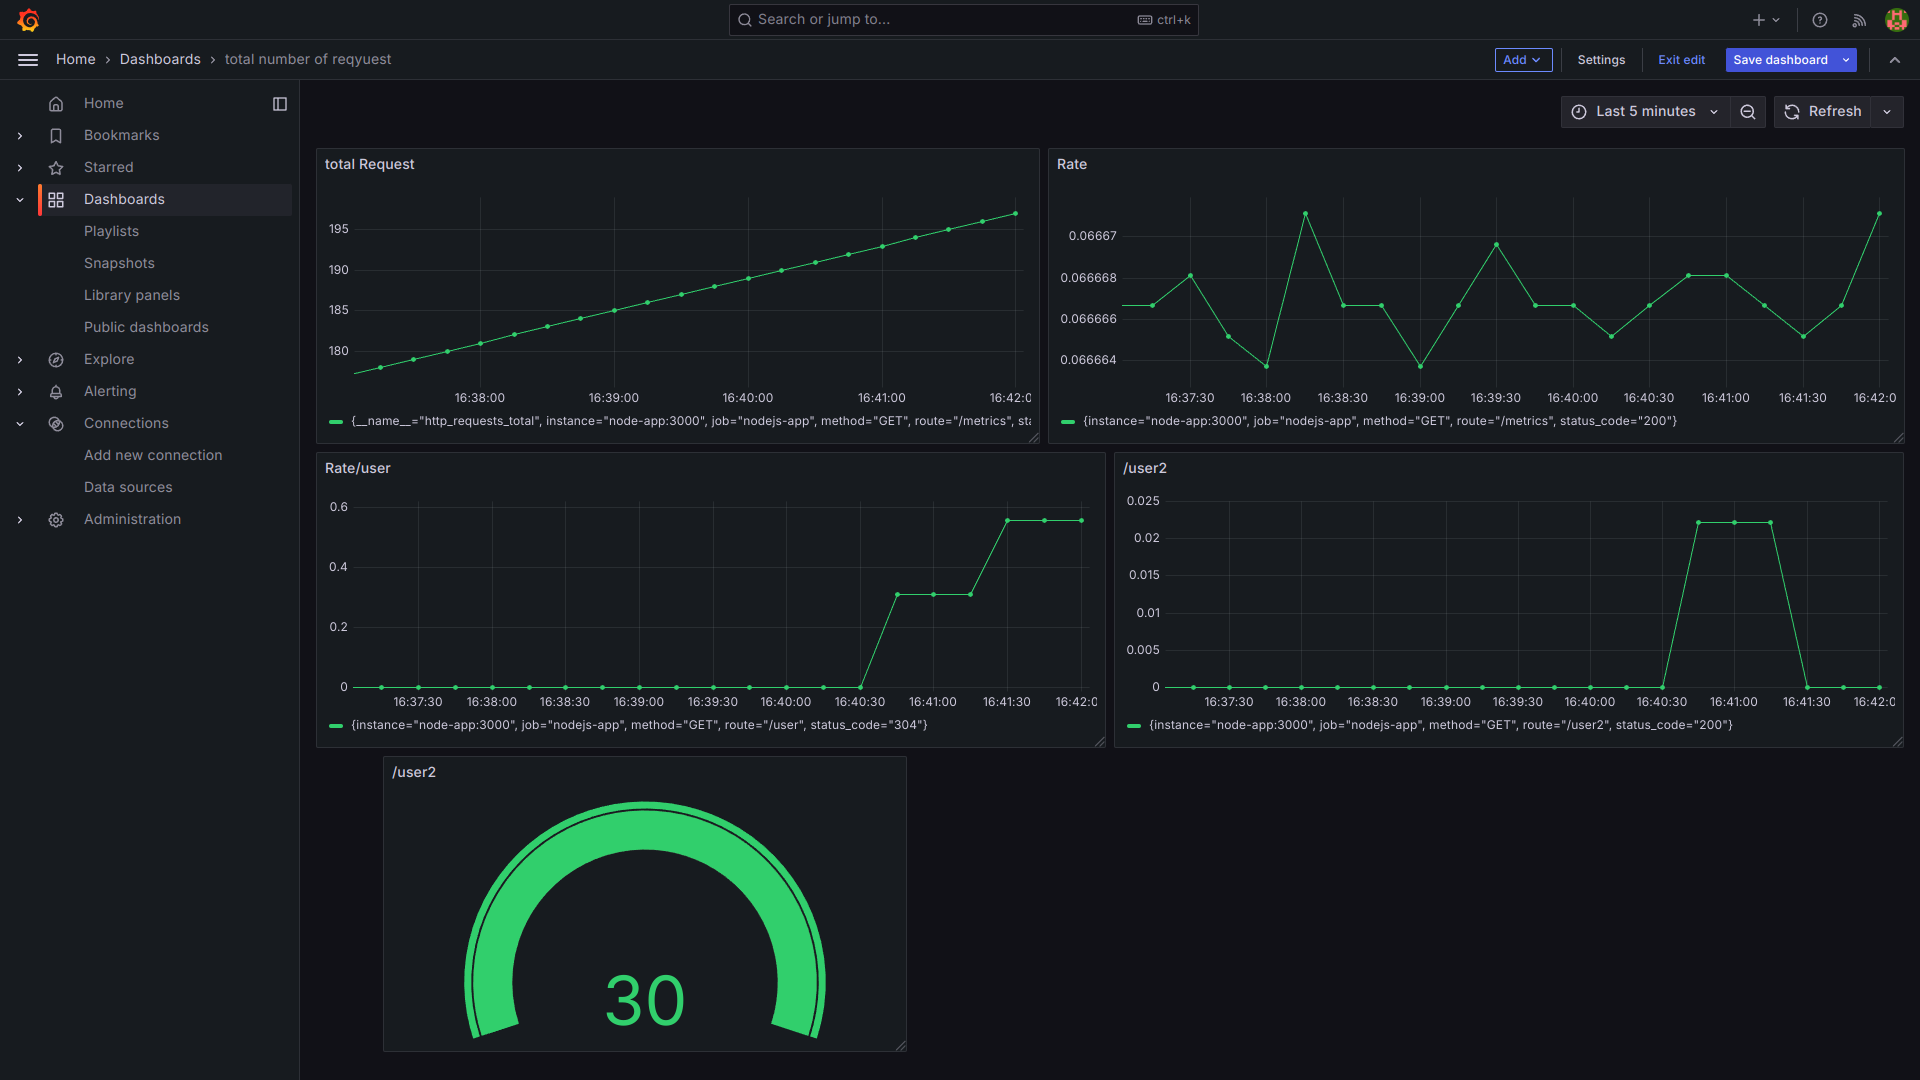 Search or jump to...
ctrl+k
Home › Dashboards › total number of reqyuest
Add
Settings
Exit edit
Save dashboard
Home
Bookmarks
Starred
Dashboards
Playlists
Snapshots
Library panels
Public dashboards
Explore
Alerting
Connections
Add new connection
Data sources
Administration
Last 5 minutes
Refresh
total Request
195
190
185
180
16:38:00 16:39:00 16:40:00 16:41:00 16:42:0
{__name__="http_requests_total", instance="node-app:3000", job="nodejs-app", method="GET", route="/metrics", st
Rate
0.06667
0.066668
0.066666
0.066664
16:37:30 16:38:00 16:38:30 16:39:00 16:39:30 16:40:00 16:40:30 16:41:00 16:41:30 16:42:0
{instance="node-app:3000", job="nodejs-app", method="GET", route="/metrics", status_code="200"}
Rate/user
0.6
0.4
0.2
0
16:37:30 16:38:00 16:38:30 16:39:00 16:39:30 16:40:00 16:40:30 16:41:00 16:41:30 16:42:0
{instance="node-app:3000", job="nodejs-app", method="GET", route="/user", status_code="304"}
/user2
0.025
0.02
0.015
0.01
0.005
0
16:37:30 16:38:00 16:38:30 16:39:00 16:39:30 16:40:00 16:40:30 16:41:00 16:41:30 16:42:0
{instance="node-app:3000", job="nodejs-app", method="GET", route="/user2", status_code="200"}
/user2
30